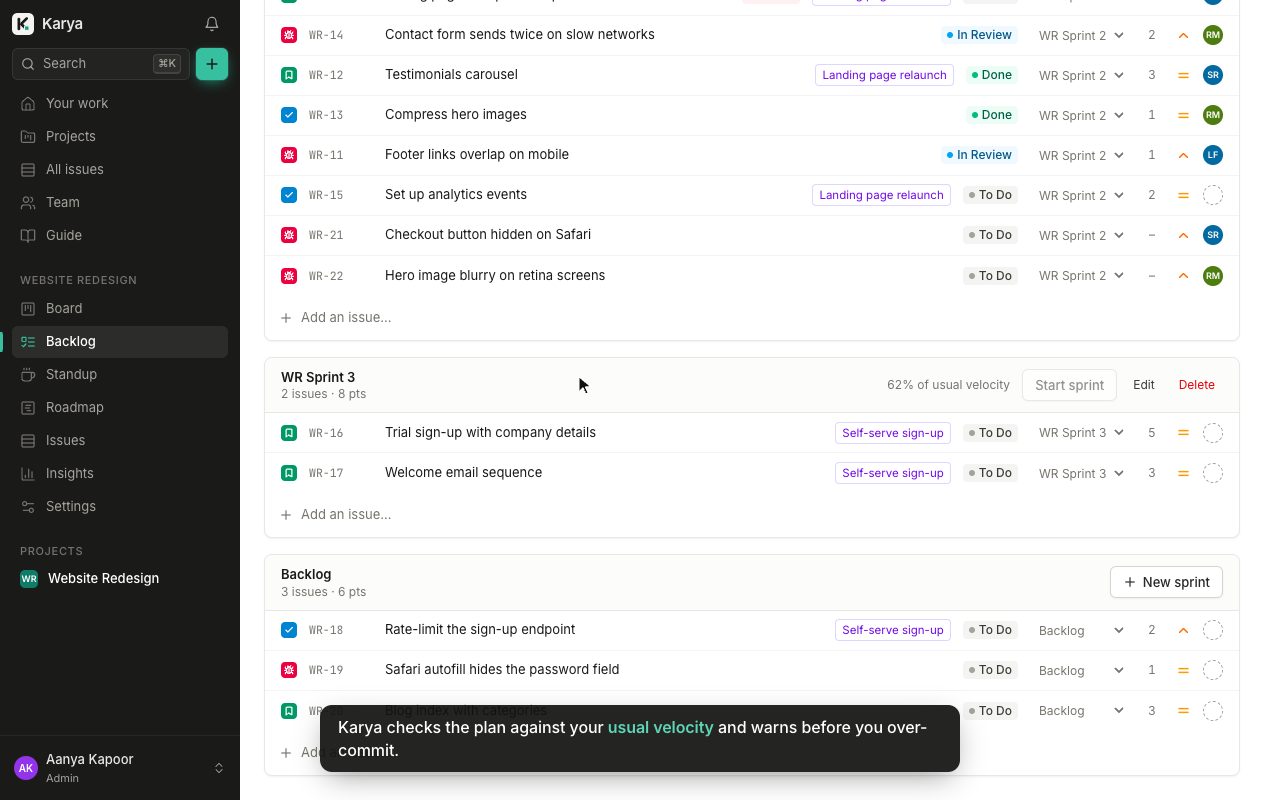 Karya
Search ⌘K
Your work
Projects
All issues
Team
Guide
WEBSITE REDESIGN
Board
Backlog
Standup
Roadmap
Issues
Insights
Settings
PROJECTS
WR Website Redesign
AK Aanya Kapoor
Admin
WR-14 Contact form sends twice on slow networks In Review WR Sprint 2 2 RM
WR-12 Testimonials carousel Landing page relaunch Done WR Sprint 2 3 SR
WR-13 Compress hero images Done WR Sprint 2 1 RM
WR-11 Footer links overlap on mobile In Review WR Sprint 2 1 LF
WR-15 Set up analytics events Landing page relaunch To Do WR Sprint 2 2
WR-21 Checkout button hidden on Safari To Do WR Sprint 2 – SR
WR-22 Hero image blurry on retina screens To Do WR Sprint 2 – RM
+ Add an issue...
WR Sprint 3
2 issues · 8 pts
62% of usual velocity Start sprint Edit Delete
WR-16 Trial sign-up with company details Self-serve sign-up To Do WR Sprint 3 5
WR-17 Welcome email sequence Self-serve sign-up To Do WR Sprint 3 3
+ Add an issue...
Backlog
3 issues · 6 pts
+ New sprint
WR-18 Rate-limit the sign-up endpoint Self-serve sign-up To Do Backlog 2
WR-19 Safari autofill hides the password field To Do Backlog 1
WR-20 Blog index with categories To Do Backlog 3
+ Add
Karya checks the plan against your usual velocity and warns before you over-
commit.